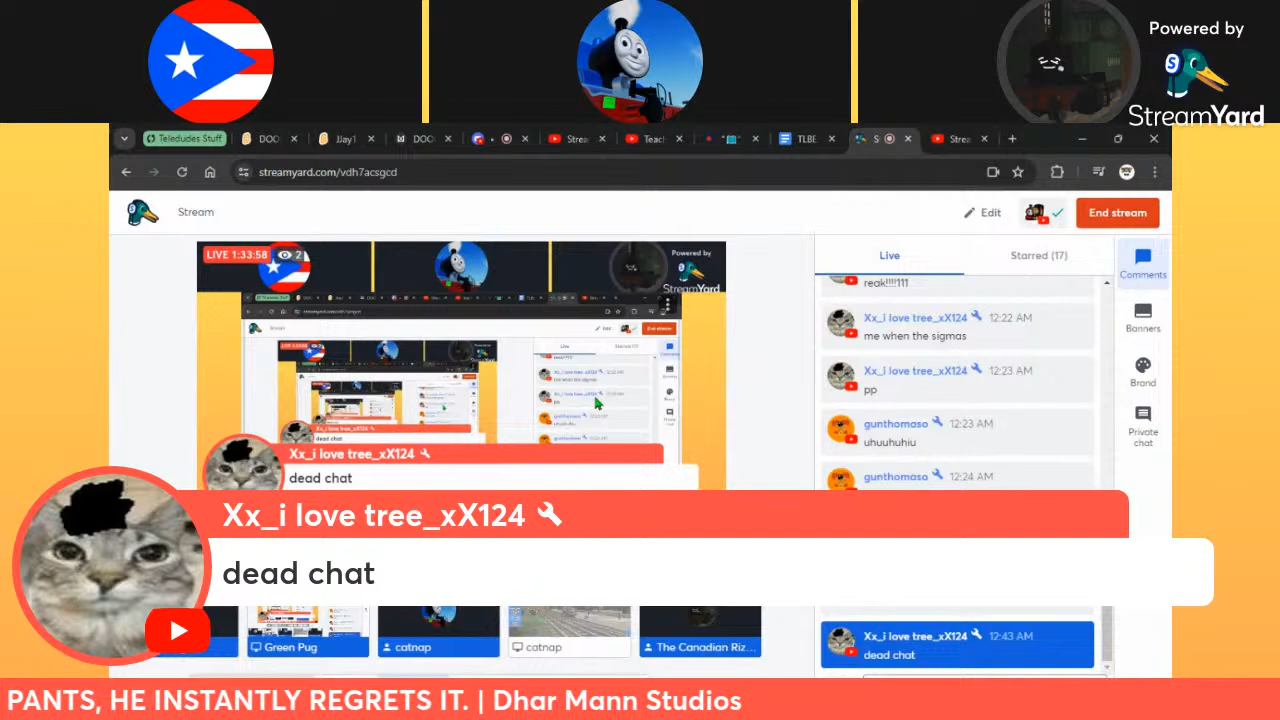 Powered by
StreamYard
Teledudes Stuff
DOO
JJay1
DOO
Strea
Teach
TLBE
S
Strea
streamyard.com/vdh7acsgcd
Stream
Edit
End stream
LIVE 1:33:58 2
Powered by
StreamYard
Live
Starred (17)
Comments
Banners
Brand
Private chat
reak!!!!111
Xx_i love tree_xX124 12:22 AM
me when the sigmas
Xx_i love tree_xX124 12:23 AM
pp
gunthomaso 12:23 AM
uhuuhuhiu
gunthomaso 12:24 AM
Xx_i love tree_xX124
dead chat
Xx_i love tree_xX124
dead chat
Green Pug
catnap
catnap
The Canadian Riz...
Xx_i love tree_xX124 12:43 AM
dead chat
PANTS, HE INSTANTLY REGRETS IT. | Dhar Mann Studios